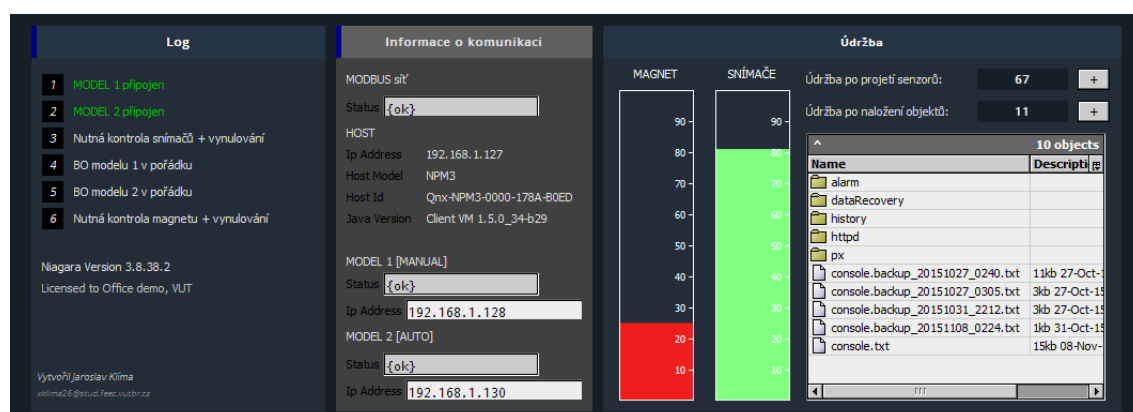 Log
1 MODEL 1 připojen
2 MODEL 2 připojen
3 Nutná kontrola snímačů + vynulování
4 BO modelu 1 v pořádku
5 BO modelu 2 v pořádku
6 Nutná kontrola magnetu + vynulování
Niagara Version 3.8.38.2
Licensed to Office demo, VUT
Vytvořil Jaroslav Klíma
xklima26@stud.feec.vutbr.cz
Informace o komunikaci
MODBUS síť
Status {ok}
HOST
Ip Address 192.168.1.127
Host Model NPM3
Host Id Qnx-NPM3-0000-178A-B0ED
Java Version Client VM 1.5.0_34-b29
MODEL 1 [MANUAL]
Status {ok}
Ip Address 192.168.1.128
MODEL 2 [AUTO]
Status {ok}
Ip Address 192.168.1.130
Údržba
MAGNET
90
80
70
60
50
40
30
20
10
SNÍMAČE
90
80
70
60
50
40
30
20
10
Údržba po projetí senzorů: 67 +
Údržba po naložení objektů: 11 +
^ 10 objects
Name Descripti
alarm
dataRecovery
history
httpd
px
console.backup_20151027_0240.txt 11kb 27-Oct-1
console.backup_20151027_0305.txt 3kb 27-Oct-15
console.backup_20151031_2212.txt 3kb 27-Oct-15
console.backup_20151108_0224.txt 1kb 31-Oct-15
console.txt 15kb 08-Nov-